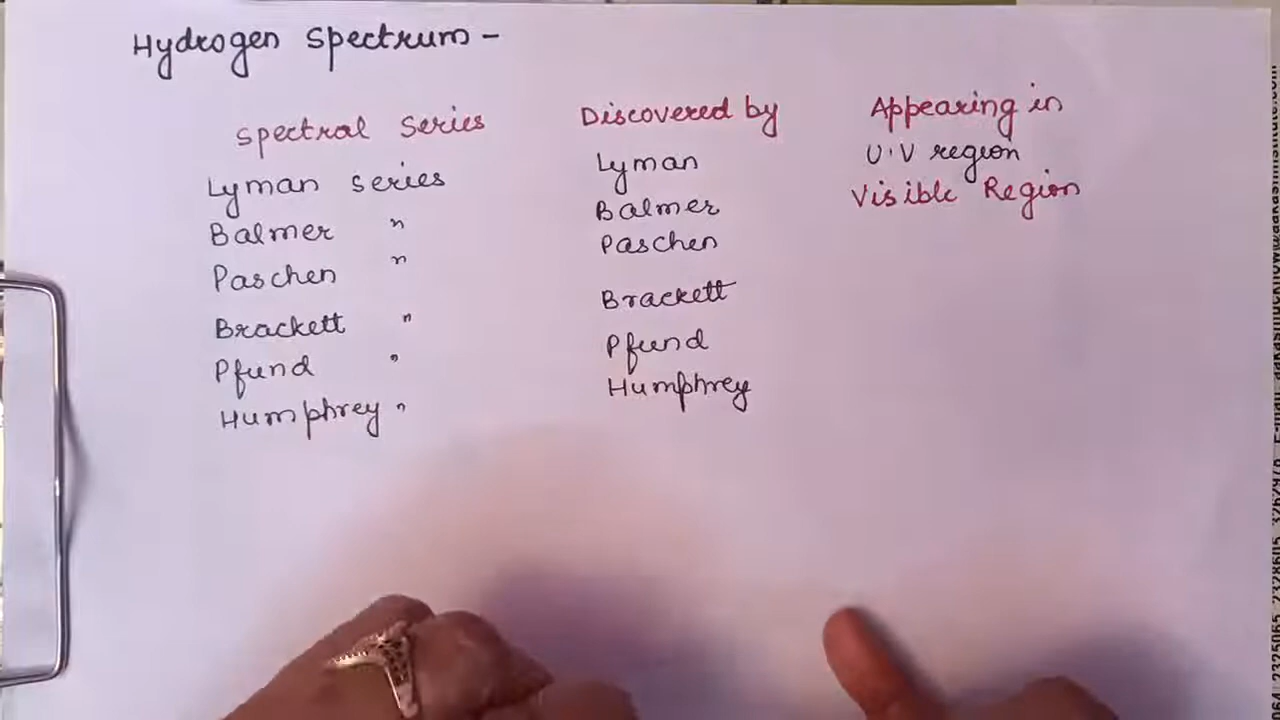 Hydrogen Spectrum -
Spectral Series Discovered by Appearing in
Lyman Series Lyman U.V region
Balmer " Balmer Visible Region
Paschen " Paschen
Brackett " Brackett
Pfund " Pfund
Humphrey " Humphrey